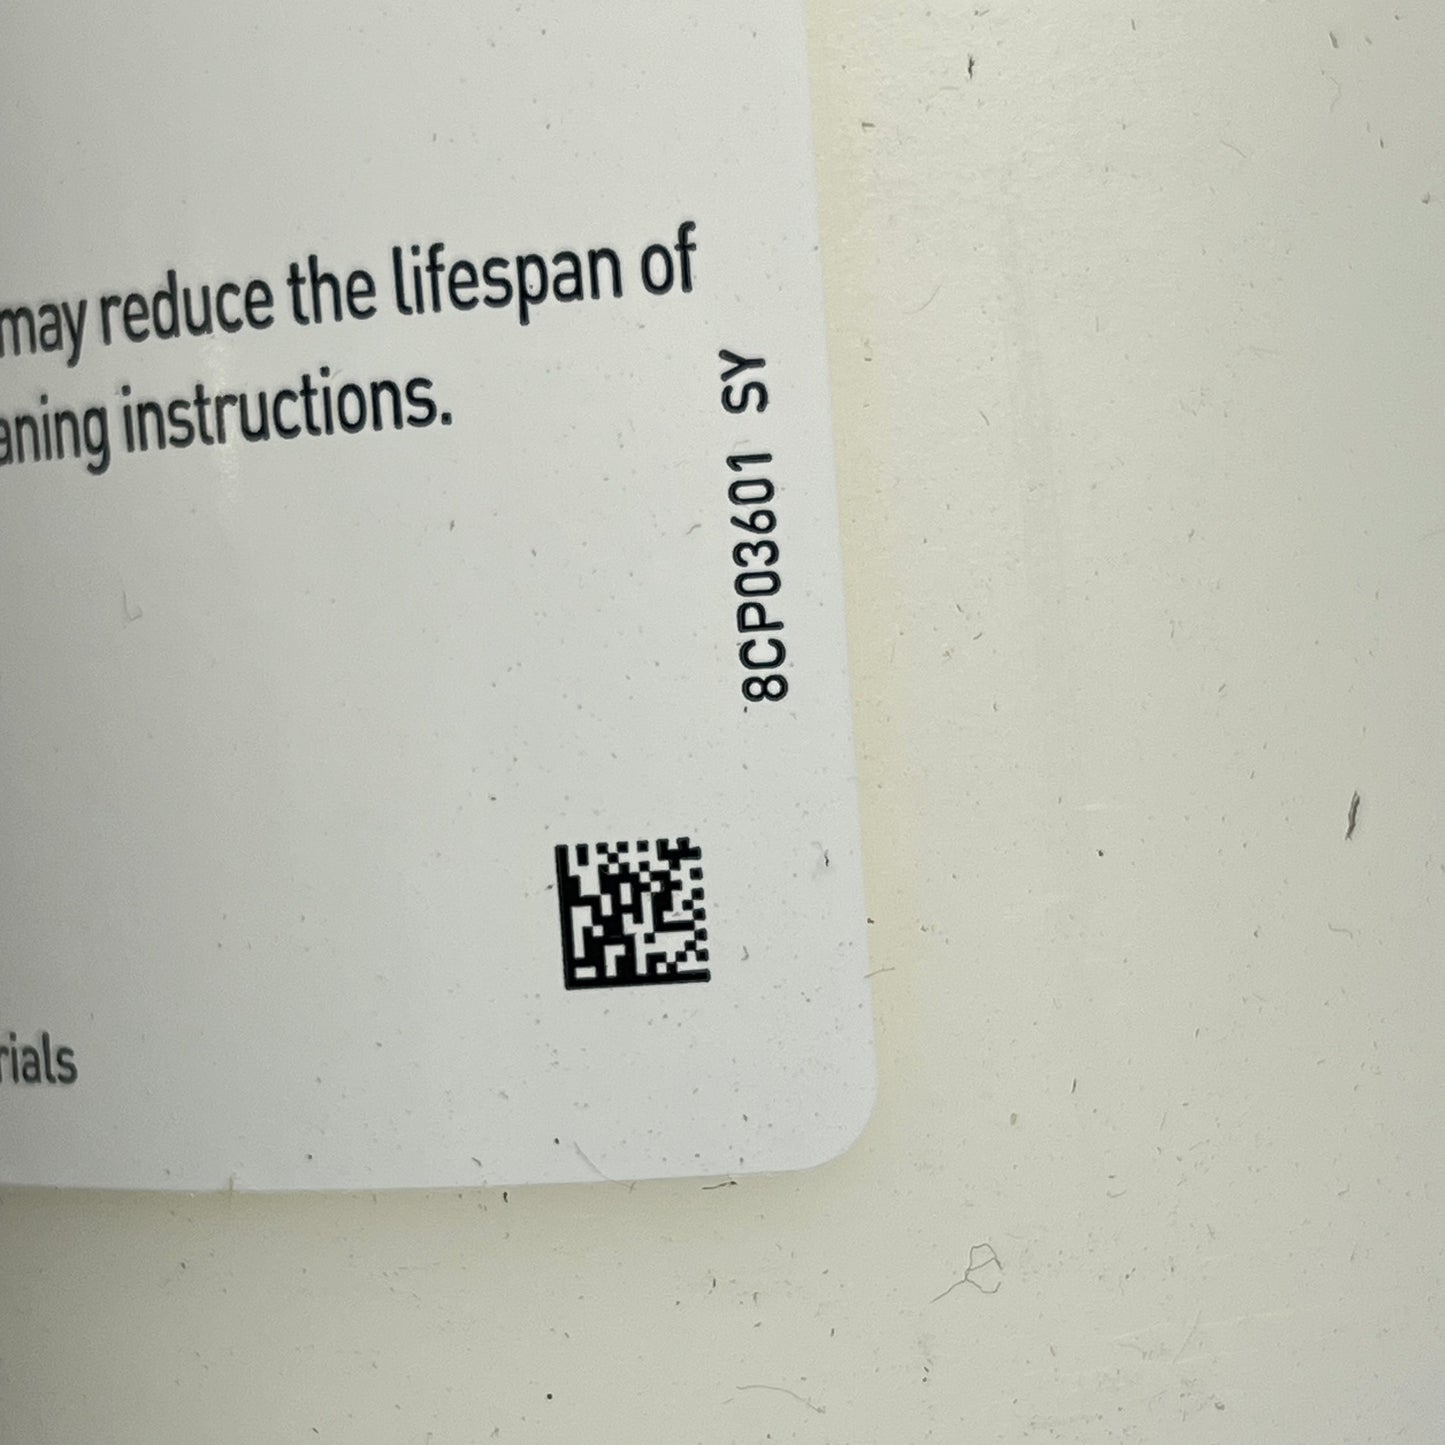 may reduce the lifespan of
aning instructions.
8CP03601 SY
rials